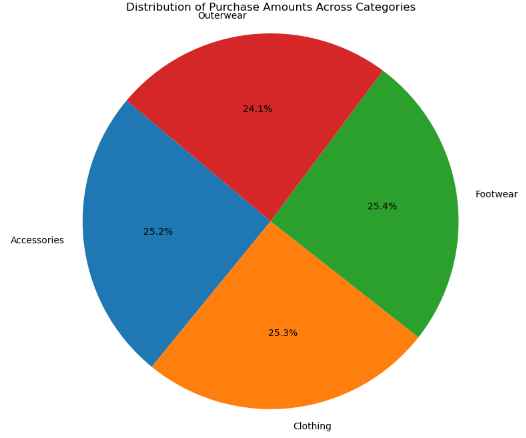 Distribution of Purchase Amounts Across Categories
Outerwear
24.1%
Footwear
25.4%
25.2%
Accessories
25.3%
Clothing